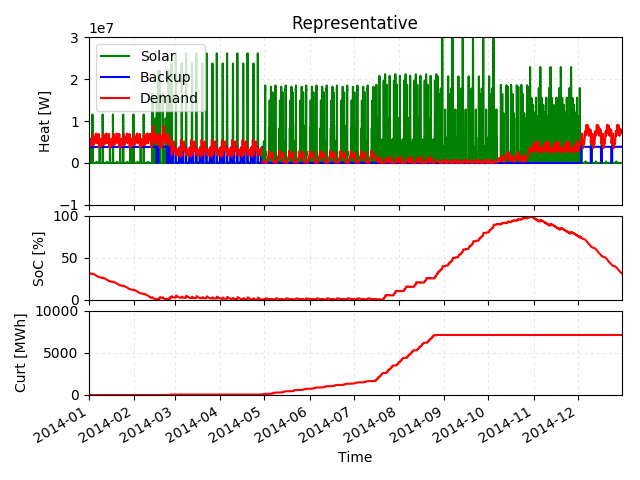 Representative
1e7
Heat [W]
3
2
1
0
−1
Solar
Backup
Demand
SoC [%]
100
50
0
Curt [MWh]
10000
5000
0
2014-01
2014-02
2014-03
2014-04
2014-05
2014-06
2014-07
2014-08
2014-09
2014-10
2014-11
2014-12
Time